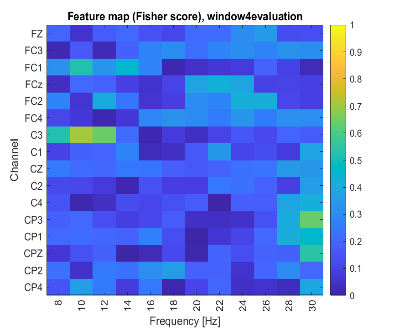 Feature map (Fisher score), window4evaluation
FZ
FC3
FC1
FCz
FC2
FC4
C3
C1
CZ
C2
C4
CP3
CP1
CPZ
CP2
CP4
Channel
8 10 12 14 16 18 20 22 24 26 28 30
Frequency [Hz]
1
0.9
0.8
0.7
0.6
0.5
0.4
0.3
0.2
0.1
0